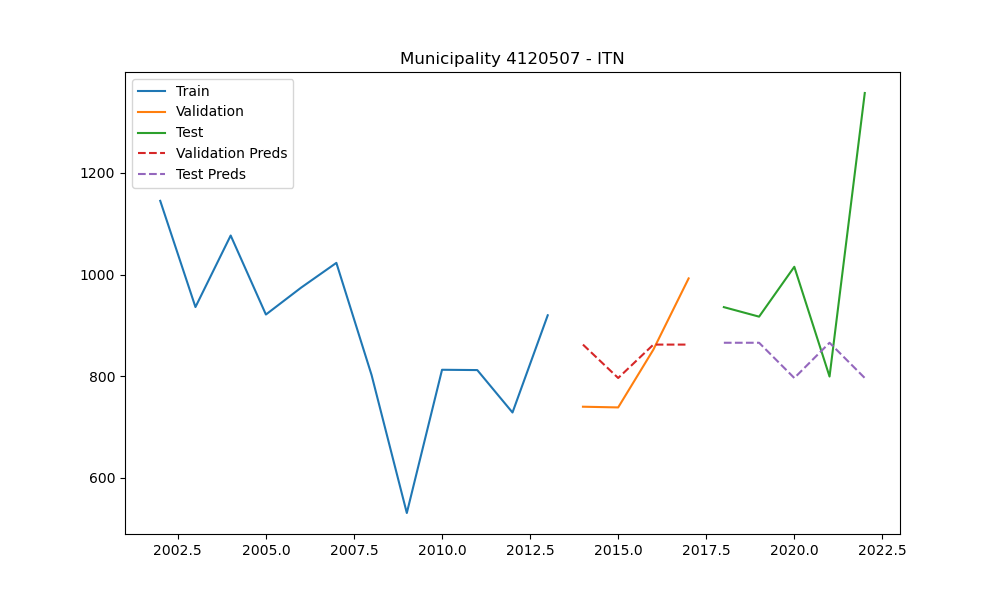 Municipality 4120507 - ITN
Train
Validation
Test
Validation Preds
Test Preds
1200
1000
800
600
2002.5 2005.0 2007.5 2010.0 2012.5 2015.0 2017.5 2020.0 2022.5